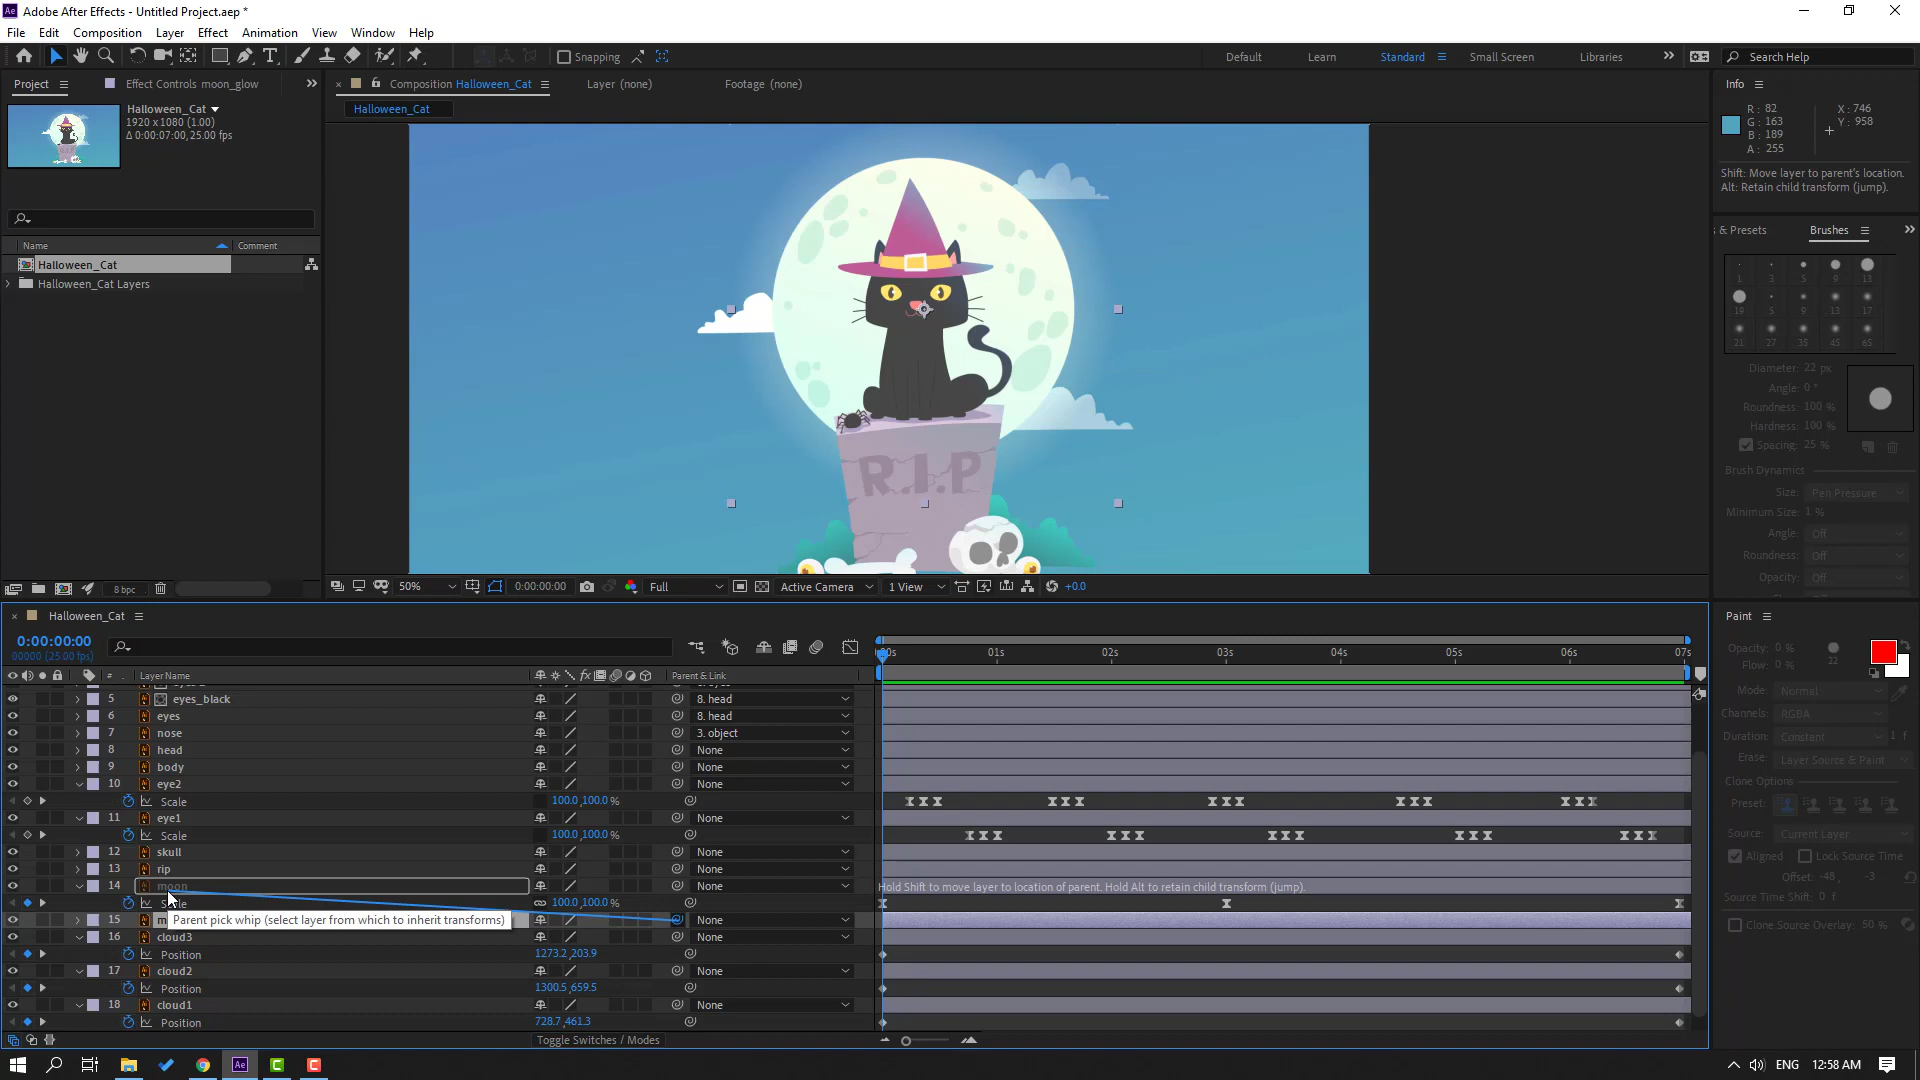 Adobe After Effects - Untitled Project.aep *
File Edit Composition Layer Effect Animation View Window Help
Snapping Default Learn Standard Small Screen Libraries Search Help
Project Effect Controls moon_glow
Composition Halloween_Cat Layer (none) Footage (none)
Halloween_Cat
Halloween_Cat
1920 x 1080 (1.00)
Δ 0:00:07:00, 25.00 fps
Name Comment
Halloween_Cat
Halloween_Cat Layers
8 bpc
R.I.P
50% 0:00:00:00 Full Active Camera 1 View +0.0
Info
R : 82
G : 163
B : 189
A : 255
X : 746
Y : 958
Shift: Move layer to parent's location.
Alt: Retain child transform (jump).
& Presets Brushes
1 3 5 9 13
19 5 9 13 17
21 27 35 45 65
Diameter: 22 px
Angle: 0 °
Roundness: 100 %
Hardness: 100 %
Spacing: 25 %
Brush Dynamics
Size: Pen Pressure
Minimum Size: 1 %
Angle: Off
Roundness: Off
Opacity: Off
Halloween_Cat
0:00:00:00
00000 (25.00 fps)
# Layer Name Parent & Link
:00s 01s 02s 03s 04s 05s 06s 07s
5 eyes_black 8. head
6 eyes 8. head
7 nose 3. object
8 head None
9 body None
10 eye2 None
Scale 100.0,100.0 %
11 eye1 None
Scale 100.0,100.0 %
12 skull None
13 rip None
14 moon None
Hold Shift to move layer to location of parent. Hold Alt to retain child transform (jump).
Scale 100.0,100.0 %
15 m None
Parent pick whip (select layer from which to inherit transforms)
16 cloud3 None
Position 1273.2,203.9
17 cloud2 None
Position 1300.5,659.5
18 cloud1 None
Position 728.7,461.3
Toggle Switches / Modes
Paint
Opacity: 0 %
Flow: 0 %
22
Mode: Normal
Channels: RGBA
Duration: Constant 1 f
Erase: Layer Source & Paint
Clone Options
Preset:
Source: Current Layer
Aligned Lock Source Time
Offset: -48, -3
Source Time Shift: 0 f
Clone Source Overlay: 50 %
ENG 12:58 AM